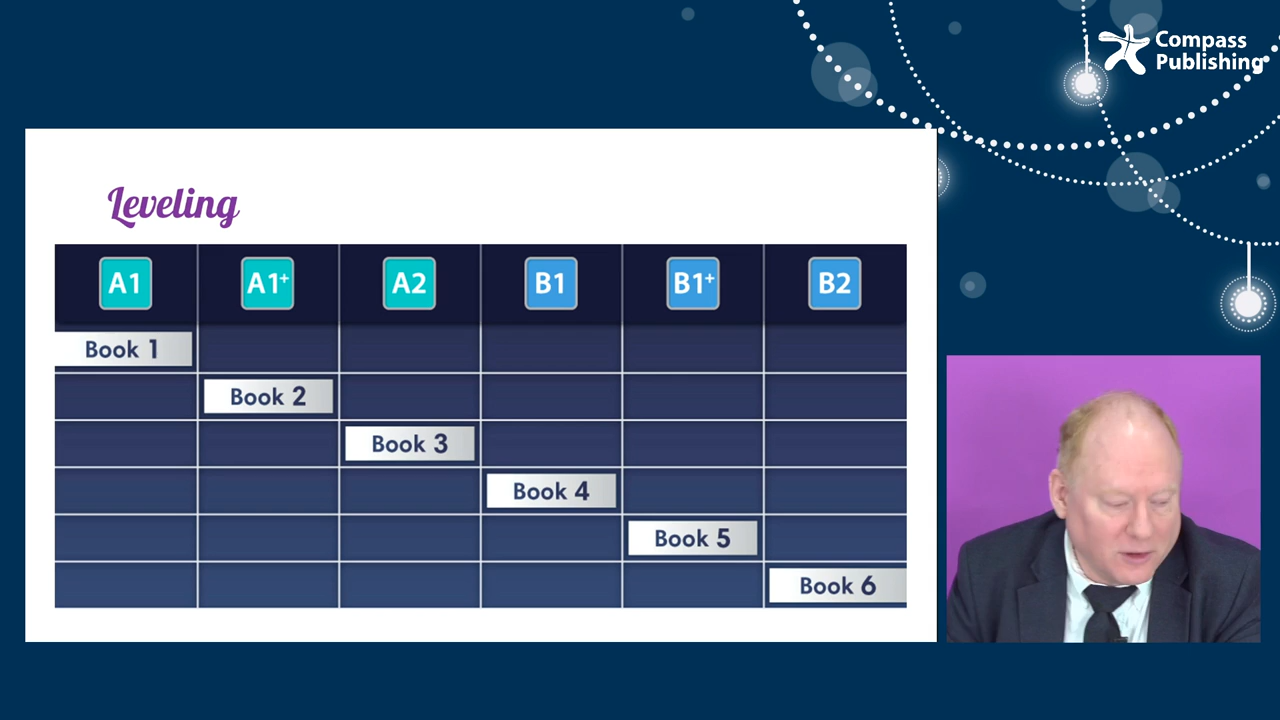 Compass
Publishing
Leveling
A1 A1+ A2 B1 B1+ B2
Book 1
Book 2
Book 3
Book 4
Book 5
Book 6